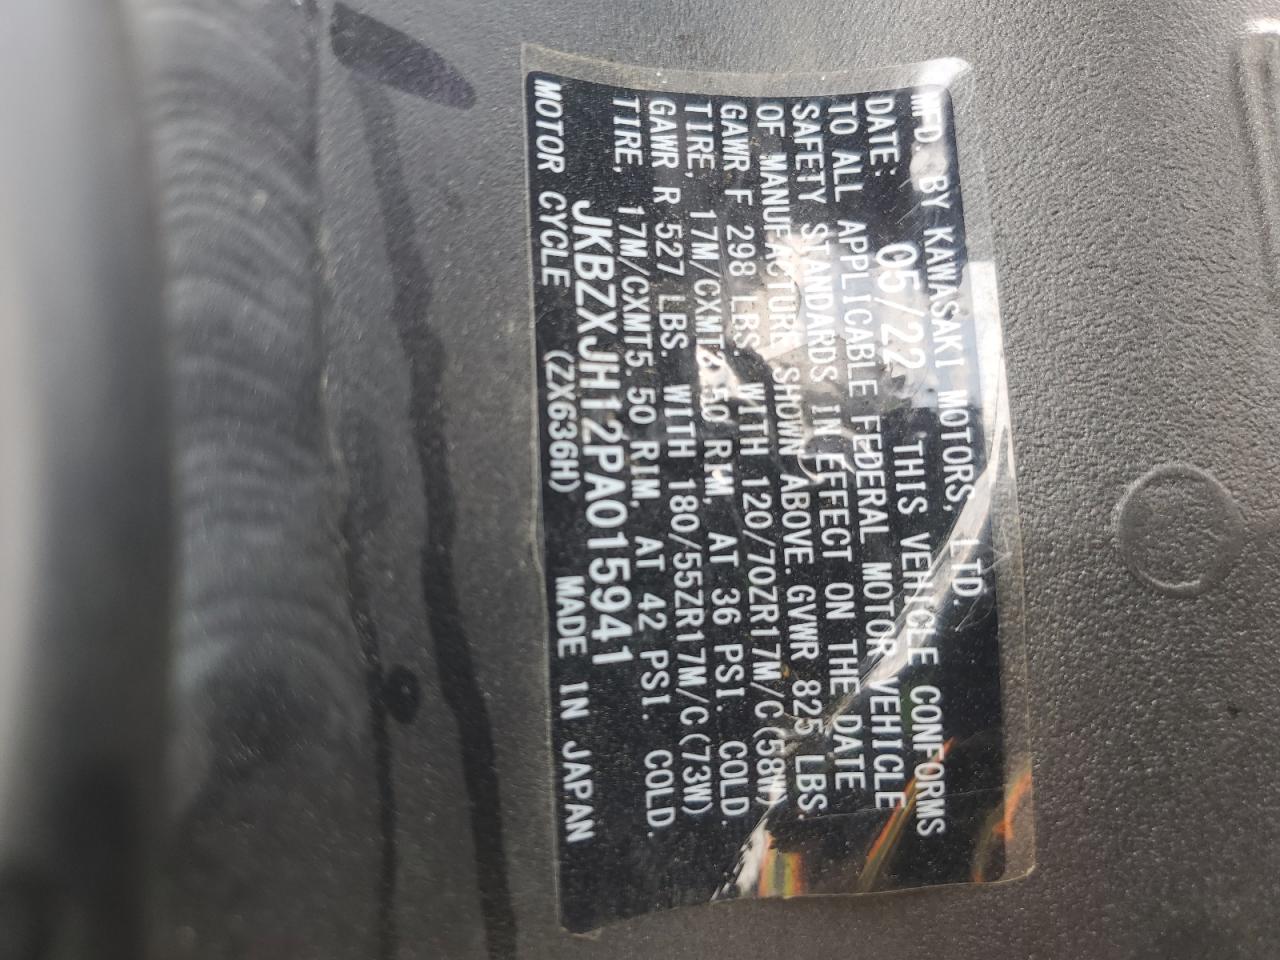 MFD. BY KAWASAKI MOTORS, LTD.
DATE: 05/22 THIS VEHICLE CONFORMS
TO ALL APPLICABLE FEDERAL MOTOR VEHICLE
SAFETY STANDARDS IN EFFECT ON THE DATE
OF MANUFACTURE SHOWN ABOVE. GVWR 825 LBS.
GAWR F 298 LBS. WITH 120/70ZR17M/C(58W)
TIRE, 17M/CXMT3.50 RIM, AT 36 PSI. COLD.
GAWR R 527 LBS. WITH 180/55ZR17M/C(73W)
TIRE, 17M/CXMT5.50 RIM, AT 42 PSI. COLD.
JKBZXJH12PA015941
MOTOR CYCLE (ZX636H) MADE IN JAPAN